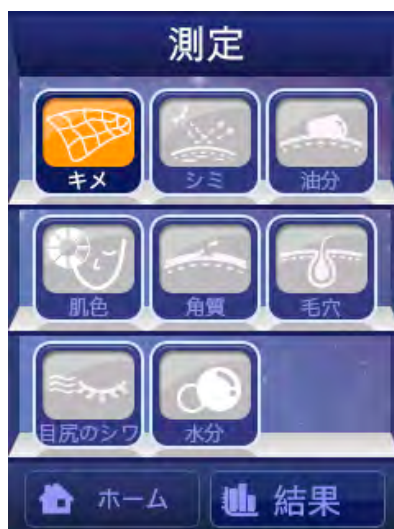 測定
キメ シミ 油分
肌色 角質 毛穴
目尻のシワ 水分
ホーム 結果